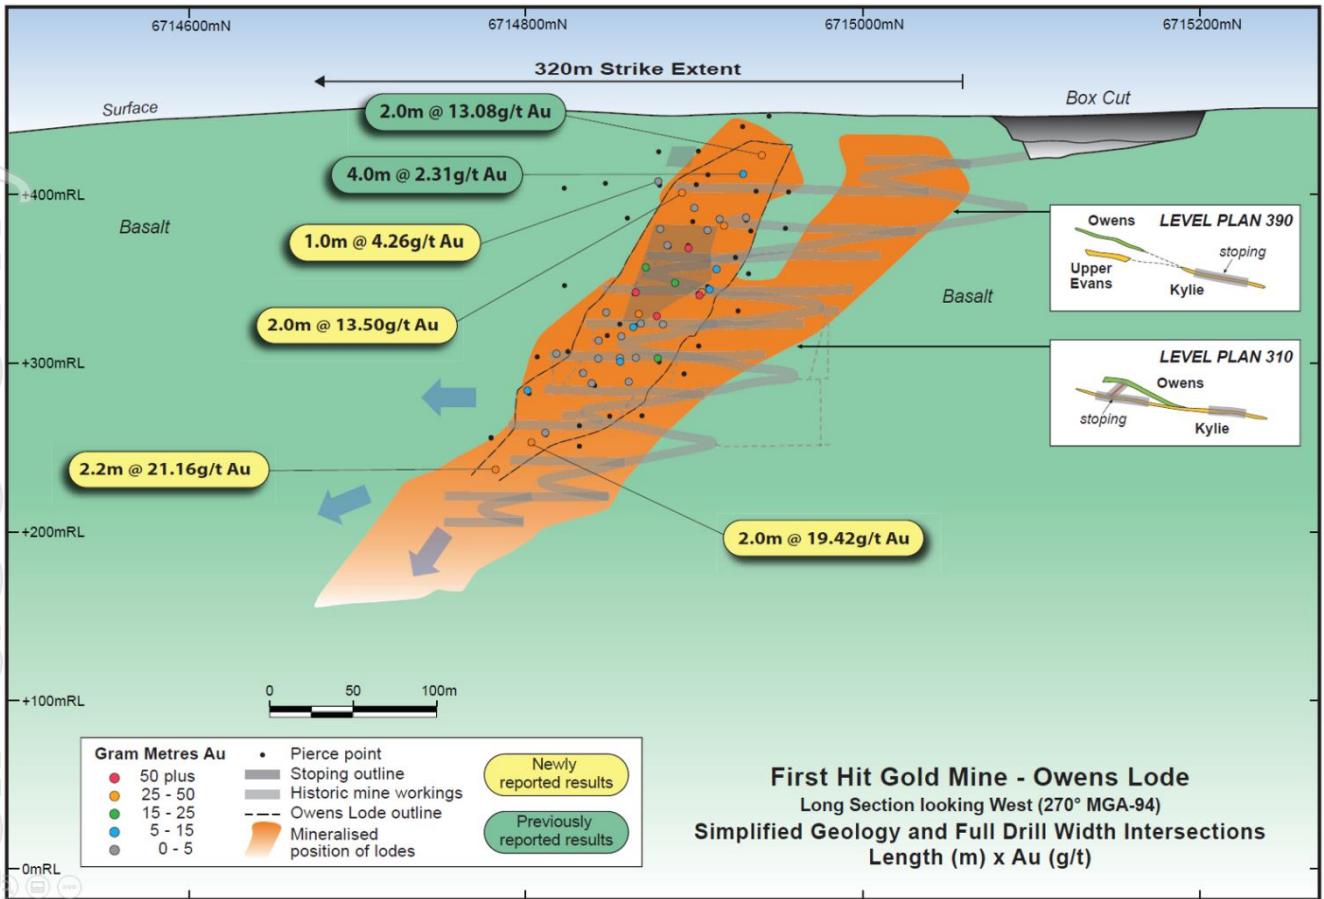 6714600mN
6714800mN
6715000mN
6715200mN
320m Strike Extent
Surface
Box Cut
2.0m @ 13.08g/t Au
4.0m @ 2.31g/t Au
+400mRL
Basalt
1.0m @ 4.26g/t Au
LEVEL PLAN 390
Owens
stoping
Upper
Evans
Kylie
Basalt
2.0m @ 13.50g/t Au
+300mRL
LEVEL PLAN 310
Owens
stoping
Kylie
2.2m @ 21.16g/t Au
+200mRL
2.0m @ 19.42g/t Au
+100mRL
0 50 100m
Gram Metres Au
50 plus
25 - 50
15 - 25
5 - 15
0 - 5
Pierce point
Stoping outline
Historic mine workings
Owens Lode outline
Mineralised
position of lodes
Newly
reported results
Previously
reported results
First Hit Gold Mine - Owens Lode
Long Section looking West (270° MGA-94)
Simplified Geology and Full Drill Width Intersections
Length (m) x Au (g/t)
0mRL